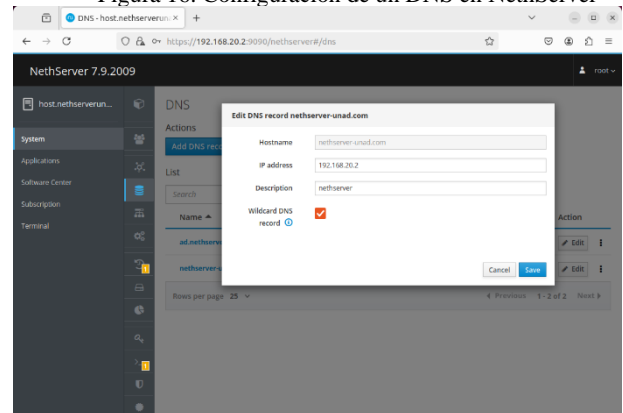 Figura 16. Configuración de un DNS en NethServer
DNS - host.nethserverun
https://192.168.20.2:9090/nethserver#/dns
NethServer 7.9.2009
root
host.nethserverun...
System
Applications
Software Center
Subscription
Terminal
DNS
Actions
Add DNS reco
List
Search
Name
Action
ad.nethserve
Edit
nethserver-u
Edit
Rows per page 25
Previous 1 - 2 of 2 Next
Edit DNS record nethserver-unad.com
Hostname nethserver-unad.com
IP address 192.168.20.2
Description nethserver
Wildcard DNS
record
Cancel Save